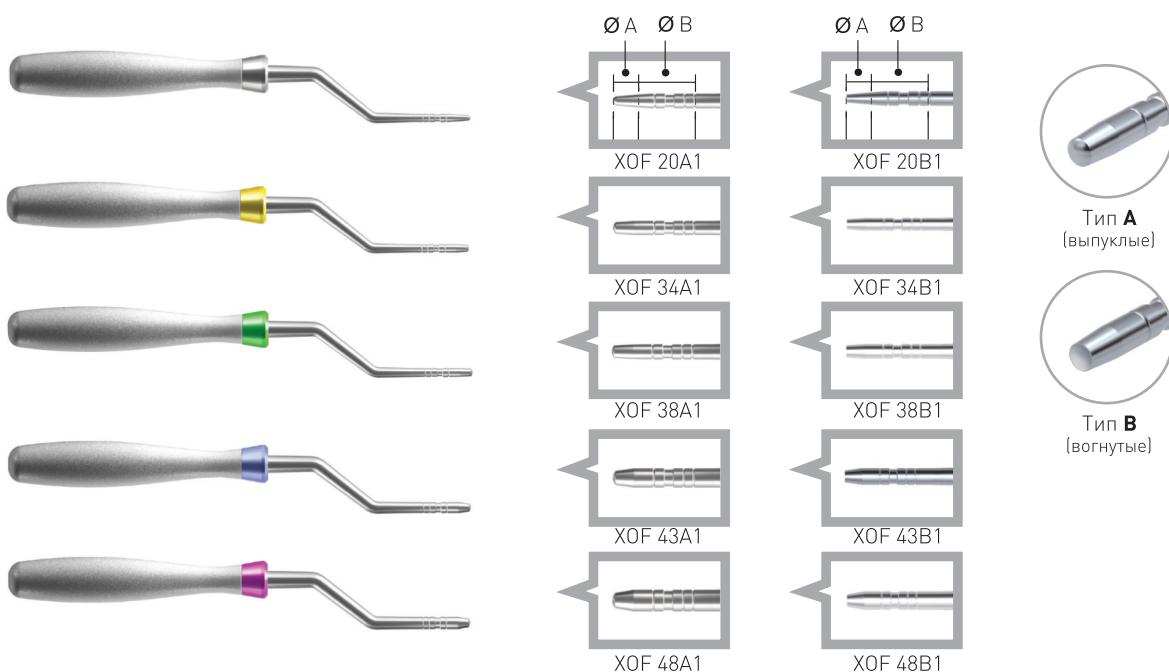 Ø A Ø B
Ø A Ø B
XOF 20A1
XOF 20B1
Тип A
(выпуклые)
XOF 34A1
XOF 34B1
XOF 38A1
XOF 38B1
Тип B
(вогнутые)
XOF 43A1
XOF 43B1
XOF 48A1
XOF 48B1